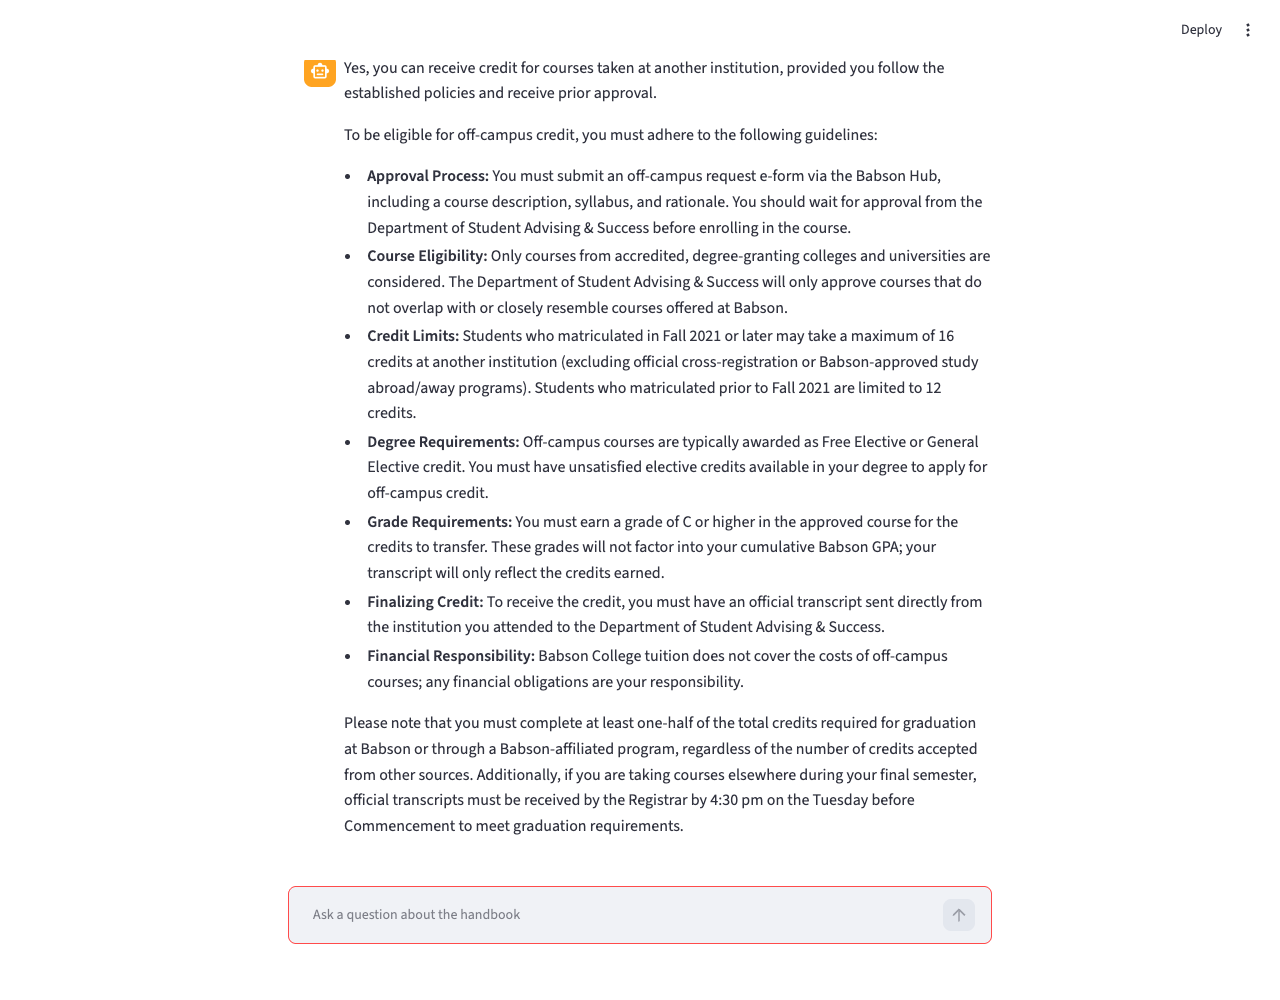 Deploy
Yes, you can receive credit for courses taken at another institution, provided you follow the
established policies and receive prior approval.
To be eligible for off-campus credit, you must adhere to the following guidelines:
• Approval Process: You must submit an off-campus request e-form via the Babson Hub,
including a course description, syllabus, and rationale. You should wait for approval from the
Department of Student Advising & Success before enrolling in the course.
• Course Eligibility: Only courses from accredited, degree-granting colleges and universities are
considered. The Department of Student Advising & Success will only approve courses that do
not overlap with or closely resemble courses offered at Babson.
• Credit Limits: Students who matriculated in Fall 2021 or later may take a maximum of 16
credits at another institution (excluding official cross-registration or Babson-approved study
abroad/away programs). Students who matriculated prior to Fall 2021 are limited to 12
credits.
• Degree Requirements: Off-campus courses are typically awarded as Free Elective or General
Elective credit. You must have unsatisfied elective credits available in your degree to apply for
off-campus credit.
• Grade Requirements: You must earn a grade of C or higher in the approved course for the
credits to transfer. These grades will not factor into your cumulative Babson GPA; your
transcript will only reflect the credits earned.
• Finalizing Credit: To receive the credit, you must have an official transcript sent directly from
the institution you attended to the Department of Student Advising & Success.
• Financial Responsibility: Babson College tuition does not cover the costs of off-campus
courses; any financial obligations are your responsibility.
Please note that you must complete at least one-half of the total credits required for graduation
at Babson or through a Babson-affiliated program, regardless of the number of credits accepted
from other sources. Additionally, if you are taking courses elsewhere during your final semester,
official transcripts must be received by the Registrar by 4:30 pm on the Tuesday before
Commencement to meet graduation requirements.
Ask a question about the handbook